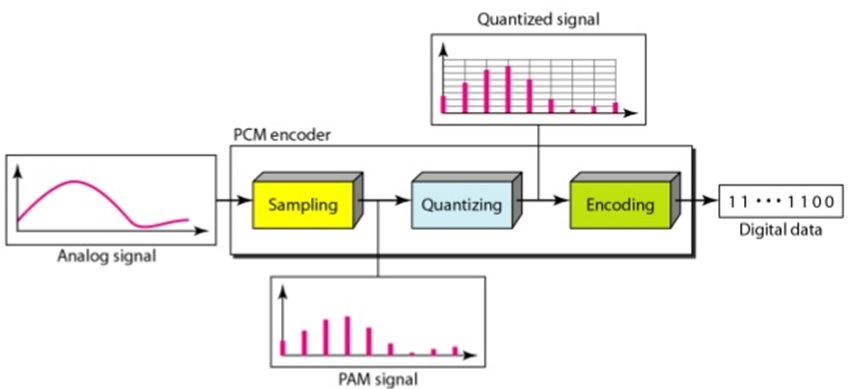 Quantized signal
PCM encoder
Sampling
Quantizing
Encoding
11 ••• 1100
Digital data
Analog signal
PAM signal